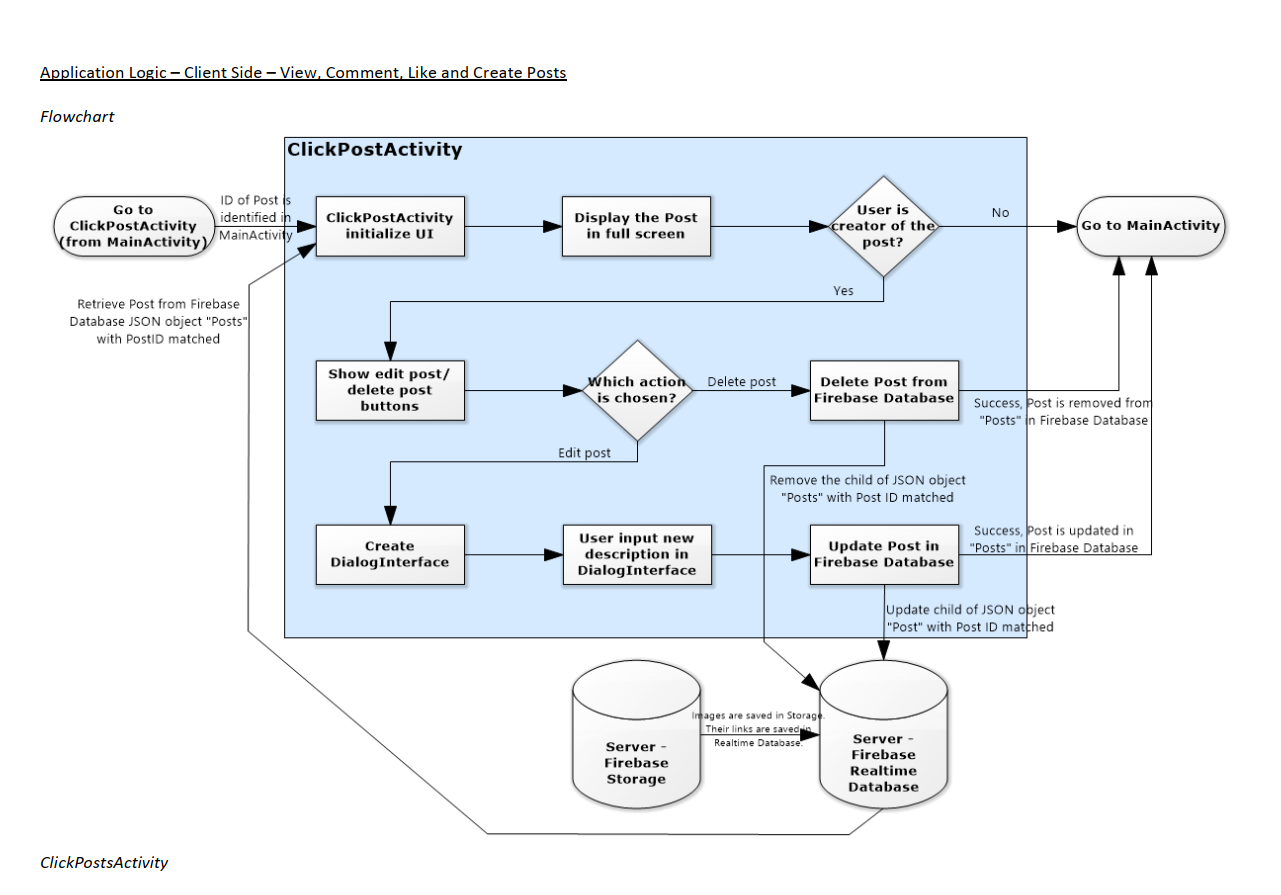 Application Logic – Client Side – View, Comment, Like and Create Posts
Flowchart
ClickPostActivity
Go to
ClickPostActivity
(from MainActivity)
ID of Post is
identified in
MainActivity
ClickPostActivity
initialize UI
Display the Post
in full screen
User is
creator of the
post?
No
Go to MainActivity
Yes
Retrieve Post from Firebase
Database JSON object "Posts"
with PostID matched
Show edit post/
delete post
buttons
Which action
is chosen?
Delete post
Delete Post from
Firebase Database
Success, Post is removed from
"Posts" in Firebase Database
Edit post
Remove the child of JSON object
"Posts" with Post ID matched
Create
DialogInterface
User input new
description in
DialogInterface
Update Post in
Firebase Database
Success, Post is updated in
"Posts" in Firebase Database
Update child of JSON object
"Post" with Post ID matched
Server -
Firebase
Storage
Images are saved in Storage.
Their links are saved in
Realtime Database.
Server -
Firebase
Realtime
Database
ClickPostsActivity